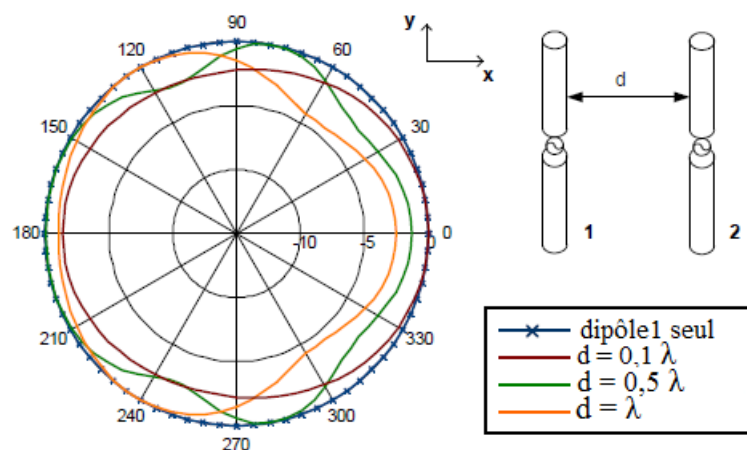 90
120
60
y
x
d
150
30
180
-10
-5
0
0
1
2
210
330
dipôle1 seul
d = 0,1 λ
d = 0,5 λ
d = λ
240
300
270